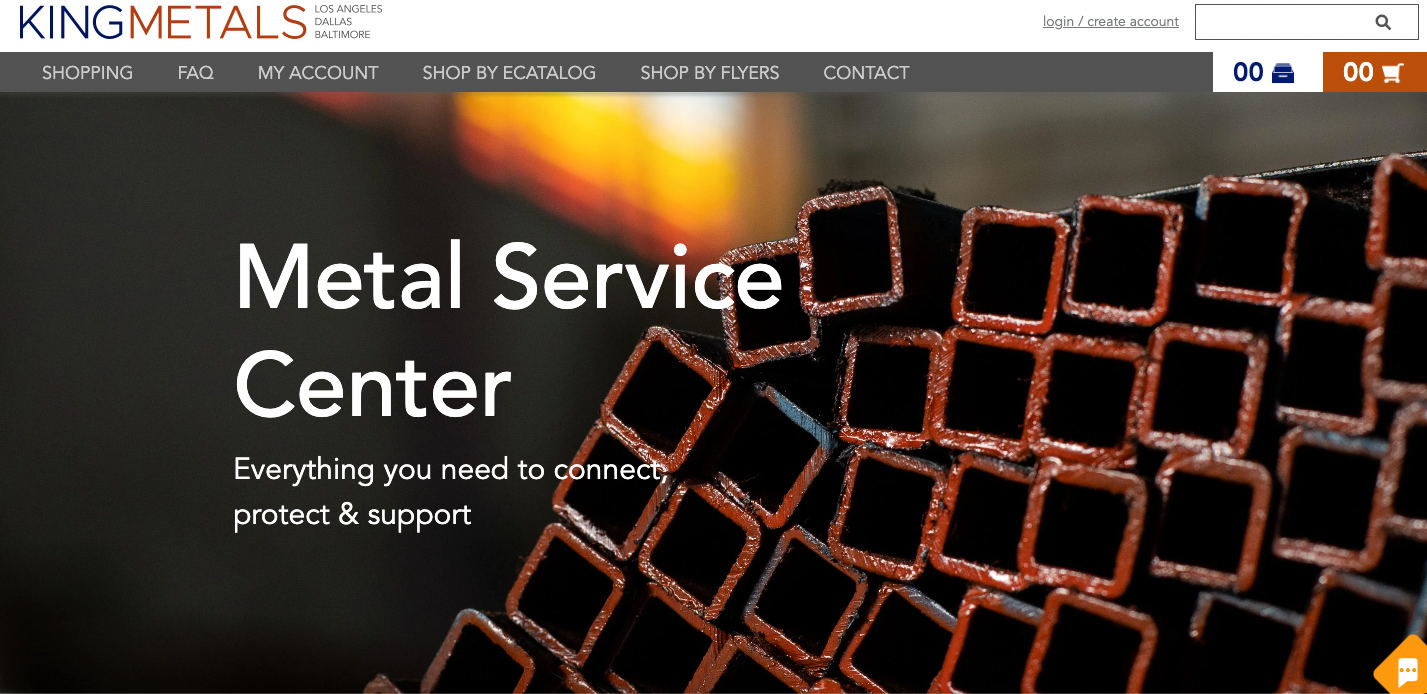 KINGMETALS
LOS ANGELES
DALLAS
BALTIMORE
login / create account
SHOPPING FAQ MY ACCOUNT SHOP BY ECATALOG SHOP BY FLYERS CONTACT 00 00
Metal Service
Center
Everything you need to connect,
protect & support